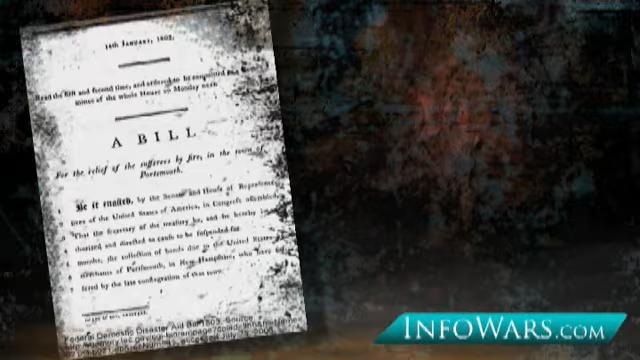 14th January, 1803.
Read the first and second time, and ordered to be committed to a
mittee of the whole House on Monday next.
A BILL
For the relief of the sufferers by fire, in the town of
Portsmouth.
Be it enacted, by the Senate and House of Representa-
tives of the United States of America, in Congress assembled,
That the secretary of the treasury be, and he hereby is au-
thorized and directed to cause to be suspended for
months, the collection of bonds due to the United States
merchants of Portsmouth, in New Hampshire, who have
fered by the late conflagration of that town.
Federal Domestic Disaster Aid Bill 1803. Source:
INFOWARS.COM